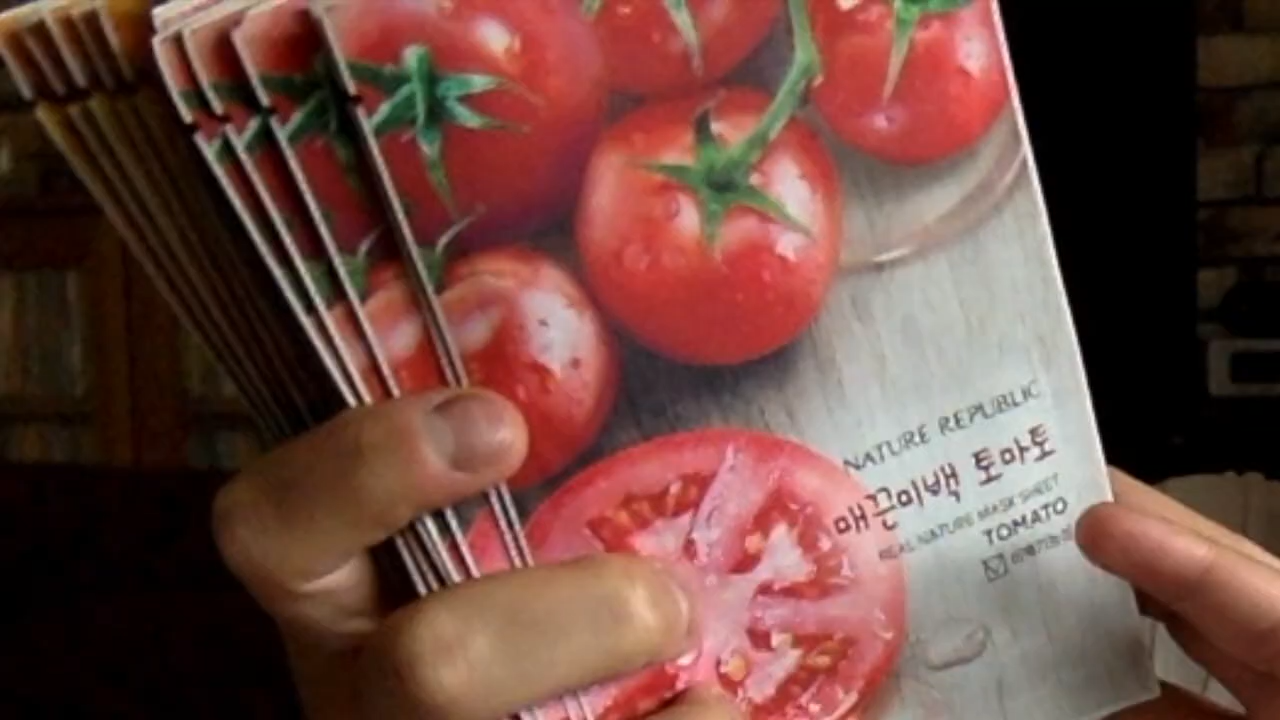 NATURE REPUBLIC
매끈미백 토마토
REAL NATURE MASK SHEET
TOMATO